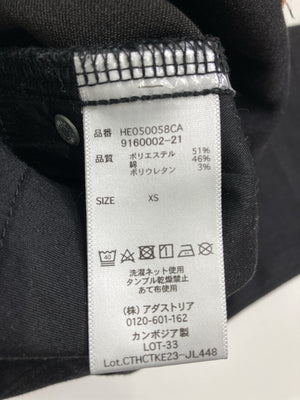 品番 HE050058CA
9160002-21
品質 ポリエステル 51%
綿 46%
ポリウレタン 3%
SIZE XS
40
洗濯ネット使用
タンブル乾燥禁止
あて布使用
(株) アダストリア
0120-601-162
カンボジア製
LOT-33
Lot.CTHCTKE23-JL448